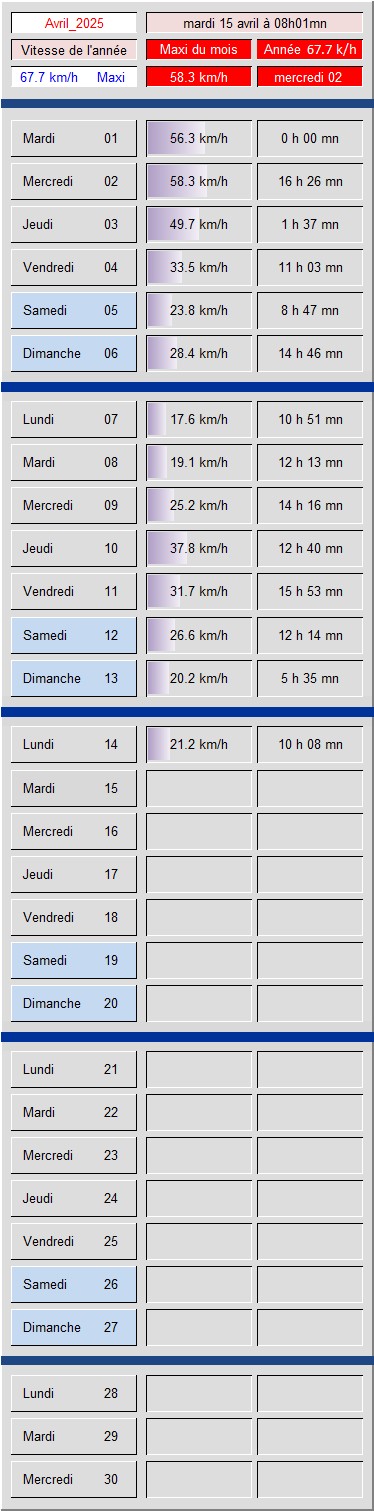 Avril_2025 mardi 15 avril à 08h01mn
Vitesse de l'année Maxi du mois Année 67.7 k/h
67.7 km/h Maxi 58.3 km/h mercredi 02
Mardi 01 56.3 km/h 0 h 00 mn
Mercredi 02 58.3 km/h 16 h 26 mn
Jeudi 03 49.7 km/h 1 h 37 mn
Vendredi 04 33.5 km/h 11 h 03 mn
Samedi 05 23.8 km/h 8 h 47 mn
Dimanche 06 28.4 km/h 14 h 46 mn
Lundi 07 17.6 km/h 10 h 51 mn
Mardi 08 19.1 km/h 12 h 13 mn
Mercredi 09 25.2 km/h 14 h 16 mn
Jeudi 10 37.8 km/h 12 h 40 mn
Vendredi 11 31.7 km/h 15 h 53 mn
Samedi 12 26.6 km/h 12 h 14 mn
Dimanche 13 20.2 km/h 5 h 35 mn
Lundi 14 21.2 km/h 10 h 08 mn
Mardi 15
Mercredi 16
Jeudi 17
Vendredi 18
Samedi 19
Dimanche 20
Lundi 21
Mardi 22
Mercredi 23
Jeudi 24
Vendredi 25
Samedi 26
Dimanche 27
Lundi 28
Mardi 29
Mercredi 30